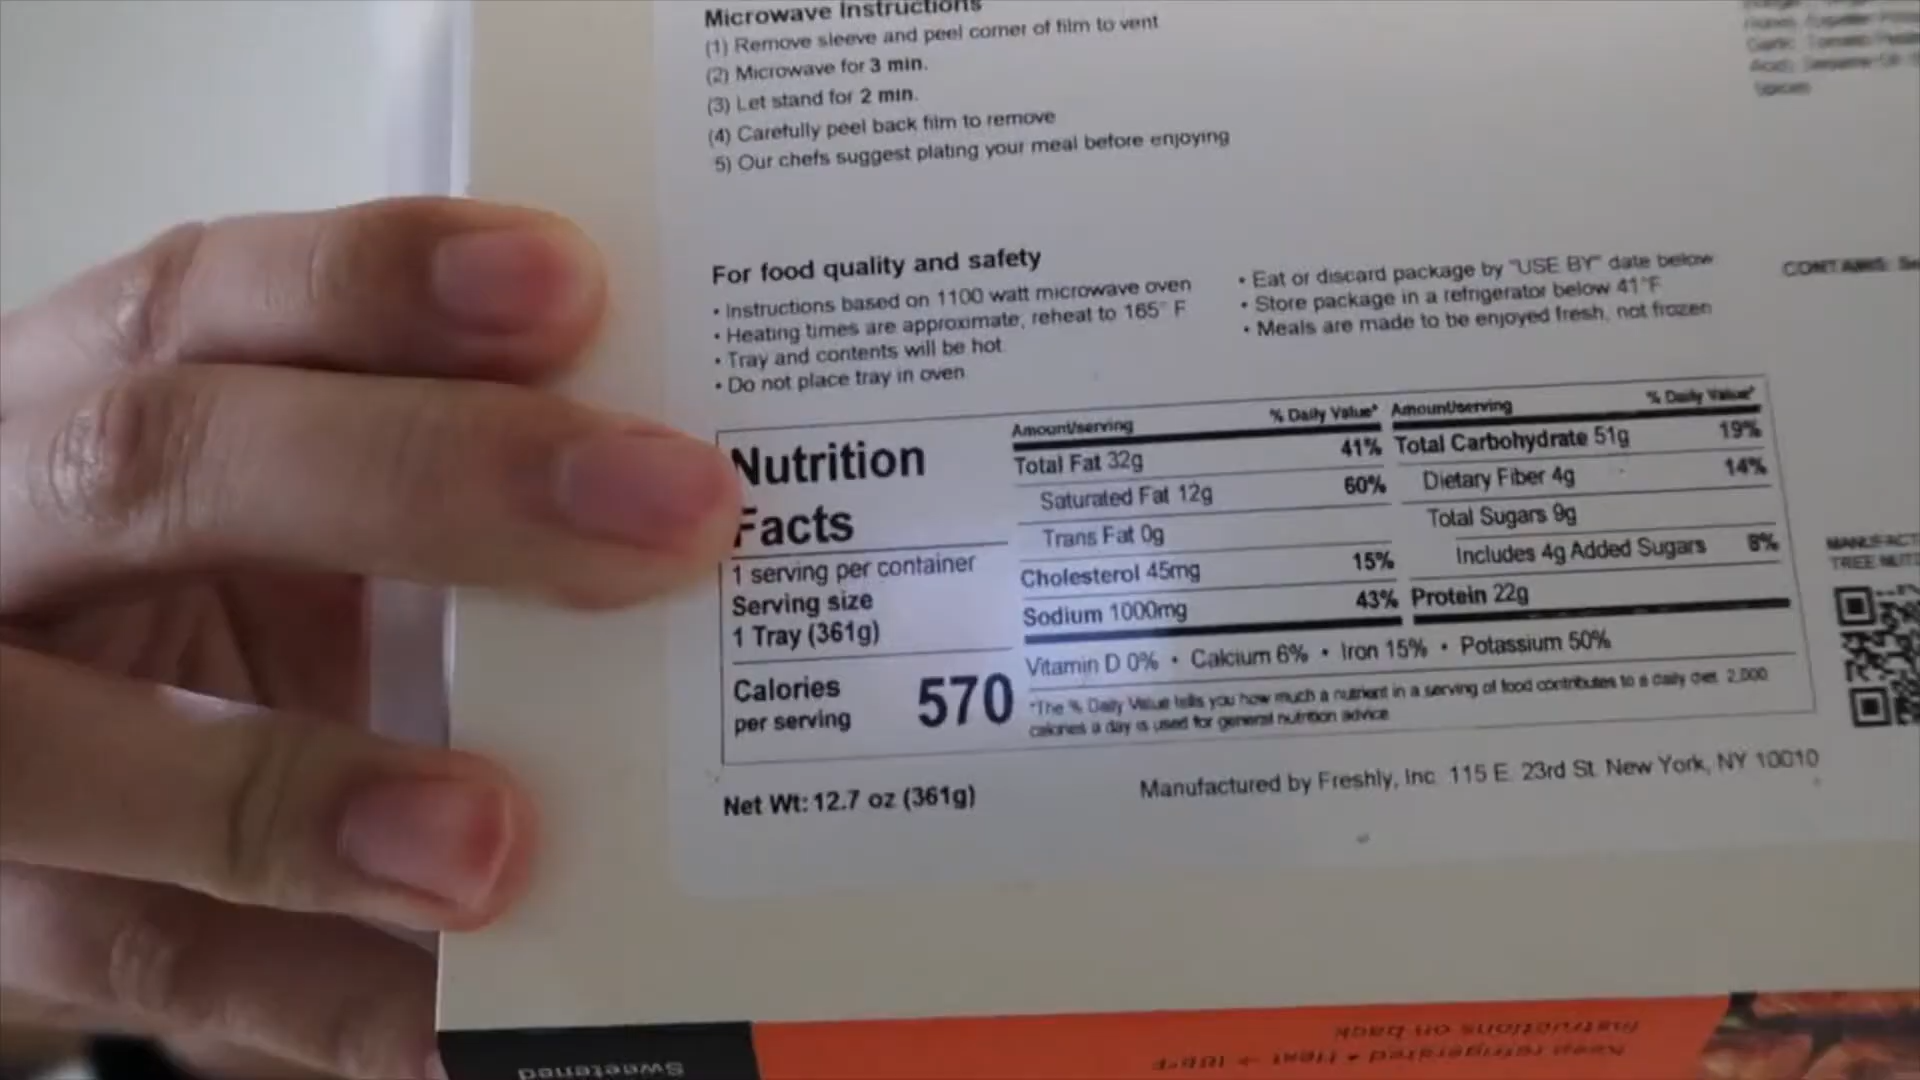 Microwave Instructions
(1) Remove sleeve and peel corner of film to vent
(2) Microwave for 3 min.
(3) Let stand for 2 min.
(4) Carefully peel back film to remove
5) Our chefs suggest plating your meal before enjoying
For food quality and safety
• Instructions based on 1100 watt microwave oven
• Heating times are approximate, reheat to 165° F
• Tray and contents will be hot
• Do not place tray in oven
• Eat or discard package by "USE BY" date below
• Store package in a refrigerator below 41°F
• Meals are made to be enjoyed fresh, not frozen
CONTAINS:
Nutrition
Facts
1 serving per container
Serving size
1 Tray (361g)
Calories
per serving
570
Amount/serving % Daily Value*
Total Fat 32g 41%
Saturated Fat 12g 60%
Trans Fat 0g
Cholesterol 45mg 15%
Sodium 1000mg 43%
Amount/serving % Daily Value*
Total Carbohydrate 51g 19%
Dietary Fiber 4g 14%
Total Sugars 9g
Includes 4g Added Sugars 8%
Protein 22g
Vitamin D 0% • Calcium 6% • Iron 15% • Potassium 50%
*The % Daily Value tells you how much a nutrient in a serving of food contributes to a daily diet. 2,000
calories a day is used for general nutrition advice
Net Wt: 12.7 oz (361g)
Manufactured by Freshly, Inc. 115 E. 23rd St. New York, NY 10010
TREE NUTS
Sweetened
Keep refrigerated • Heat
instructions on back